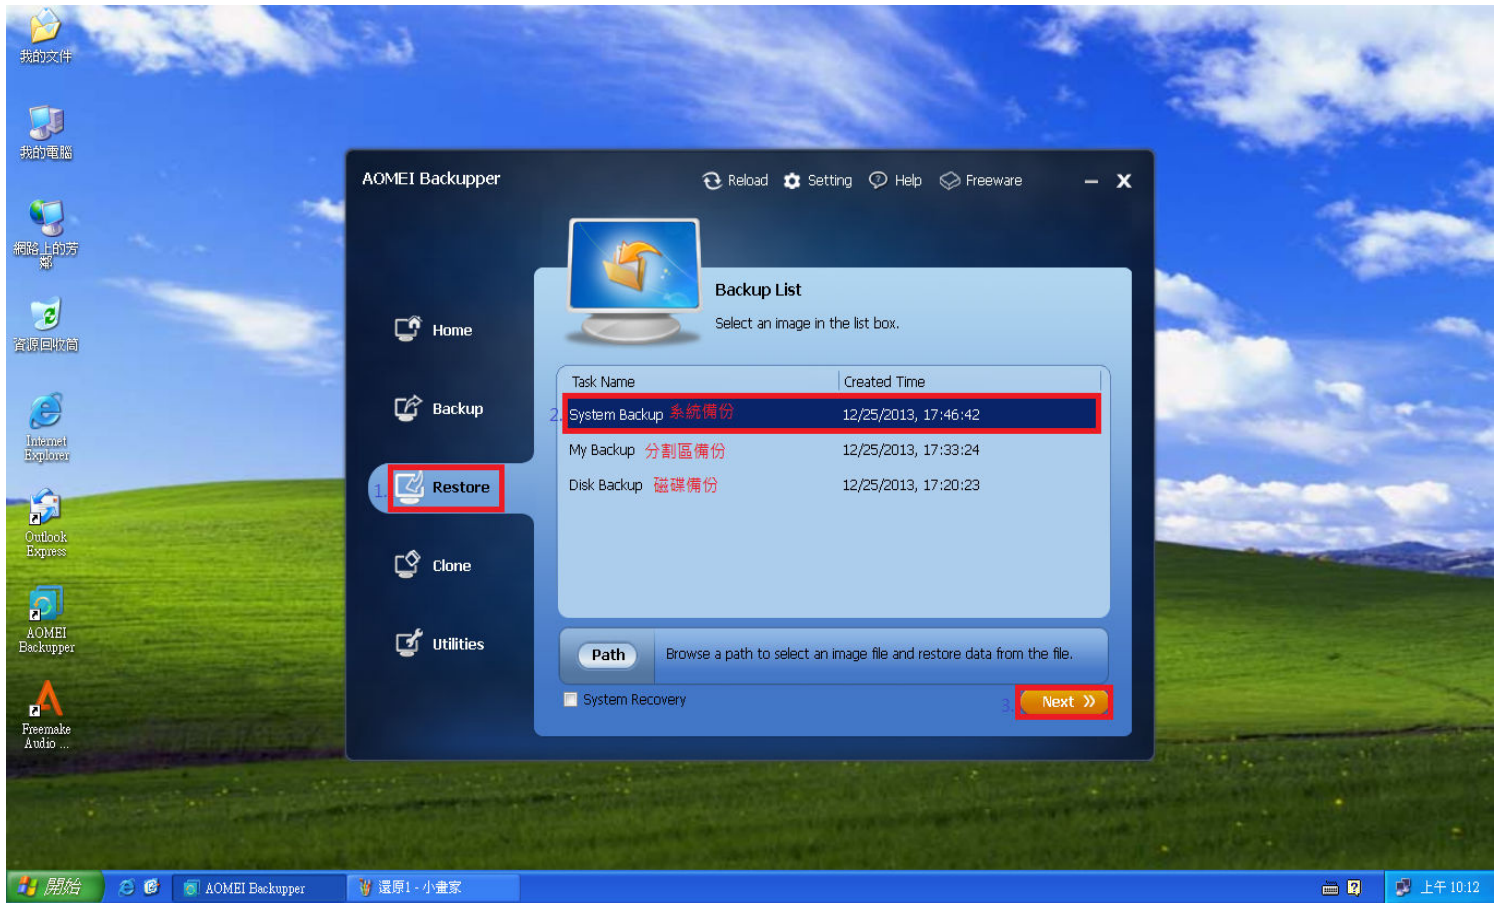 我的文件
我的電腦
網路上的芳
鄰
資源回收筒
Internet
Explorer
Outlook
Express
AOMEI
Backupper
Freemake
Audio ...
AOMEI Backupper
Reload
Setting
Help
Freeware
Home
Backup
1.
Restore
Clone
Utilities
Backup List
Select an image in the list box.
Task Name Created Time
2. System Backup 系統備份 12/25/2013, 17:46:42
My Backup 分割區備份 12/25/2013, 17:33:24
Disk Backup 磁碟備份 12/25/2013, 17:20:23
Path Browse a path to select an image file and restore data from the file.
System Recovery
3. Next
開始
AOMEI Backupper
還原1 - 小畫家
上午 10:12